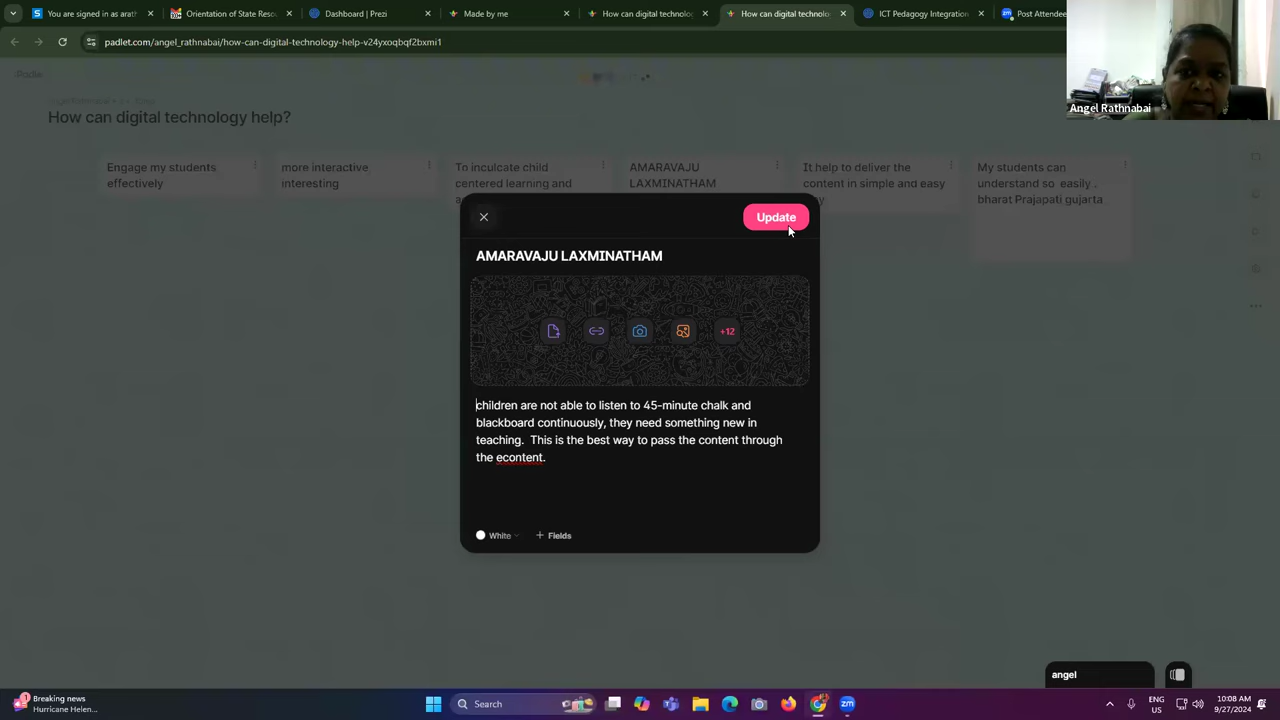 You are signed in as arath
Orientation of State Resou
Dashboard | Prezi
Made by me
How can digital technolog
How can digital technolo
ICT Pedagogy Integration
Post Attendee
padlet.com/angel_rathnabai/how-can-digital-technology-help-v24yxoqbqf2bxmi1
Angel Rathnabai
How can digital technology help?
Engage my students
effectively
more interactive
interesting
To inculcate child
centered learning and
AMARAVAJU
LAXMINATHAM
It help to deliver the
content in simple and easy
My students can
understand so easily .
bharat Prajapati gujarta
Update
AMARAVAJU LAXMINATHAM
+12
children are not able to listen to 45-minute chalk and
blackboard continuously, they need something new in
teaching. This is the best way to pass the content through
the econtent.
White
+ Fields
angel
1
Breaking news
Hurricane Helen...
Search
zm
ENG
US
10:08 AM
9/27/2024